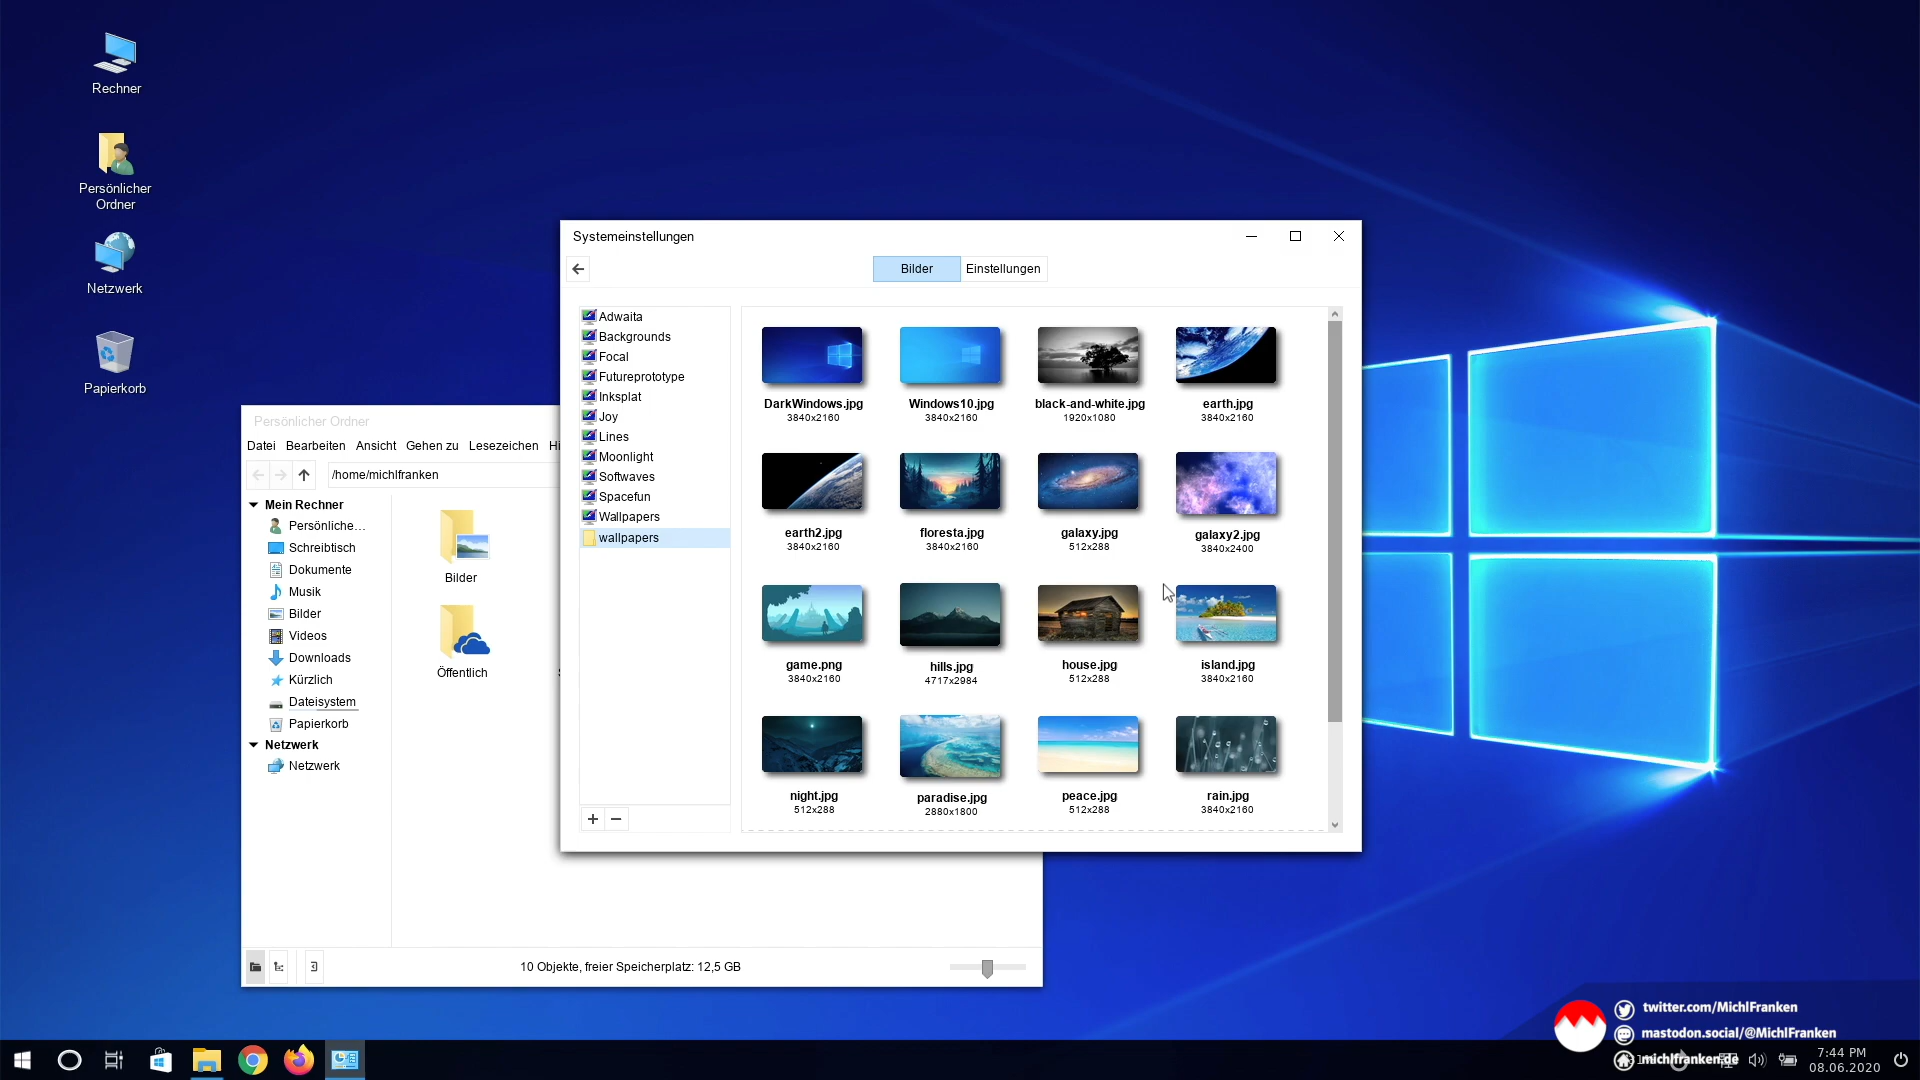 Rechner
Persönlicher
Ordner
Netzwerk
Papierkorb
Persönlicher Ordner
Datei Bearbeiten Ansicht Gehen zu Lesezeichen
/home/michlfranken
Mein Rechner
Persönliche...
Schreibtisch
Dokumente
Musik
Bilder
Videos
Downloads
Kürzlich
Dateisystem
Papierkorb
Netzwerk
Netzwerk
Bilder
Öffentlich
10 Objekte, freier Speicherplatz: 12,5 GB
Systemeinstellungen
Bilder Einstellungen
Adwaita
Backgrounds
Focal
Futureprototype
Inksplat
Joy
Lines
Moonlight
Softwaves
Spacefun
Wallpapers
wallpapers
DarkWindows.jpg
3840x2160
Windows10.jpg
3840x2160
black-and-white.jpg
1920x1080
earth.jpg
3840x2160
earth2.jpg
3840x2160
floresta.jpg
3840x2160
galaxy.jpg
512x288
galaxy2.jpg
3840x2400
game.png
3840x2160
hills.jpg
4717x2984
house.jpg
512x288
island.jpg
3840x2160
night.jpg
512x288
paradise.jpg
2880x1800
peace.jpg
512x288
rain.jpg
3840x2160
twitter.com/MichlFranken
mastodon.social/@MichlFranken
michlfranken.de
7:44 PM
08.06.2020